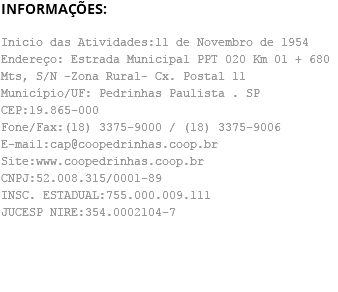 INFORMAÇÕES:
Inicio das Atividades:11 de Novembro de 1954
Endereço: Estrada Municipal PPT 020 Km 01 + 680
Mts, S/N -Zona Rural- Cx. Postal 11
Município/UF: Pedrinhas Paulista . SP
CEP:19.865-000
Fone/Fax:(18) 3375-9000 / (18) 3375-9006
E-mail:cap@coopedrinhas.coop.br
Site:www.coopedrinhas.coop.br
CNPJ:52.008.315/0001-89
INSC. ESTADUAL:755.000.009.111
JUCESP NIRE:354.0002104-7